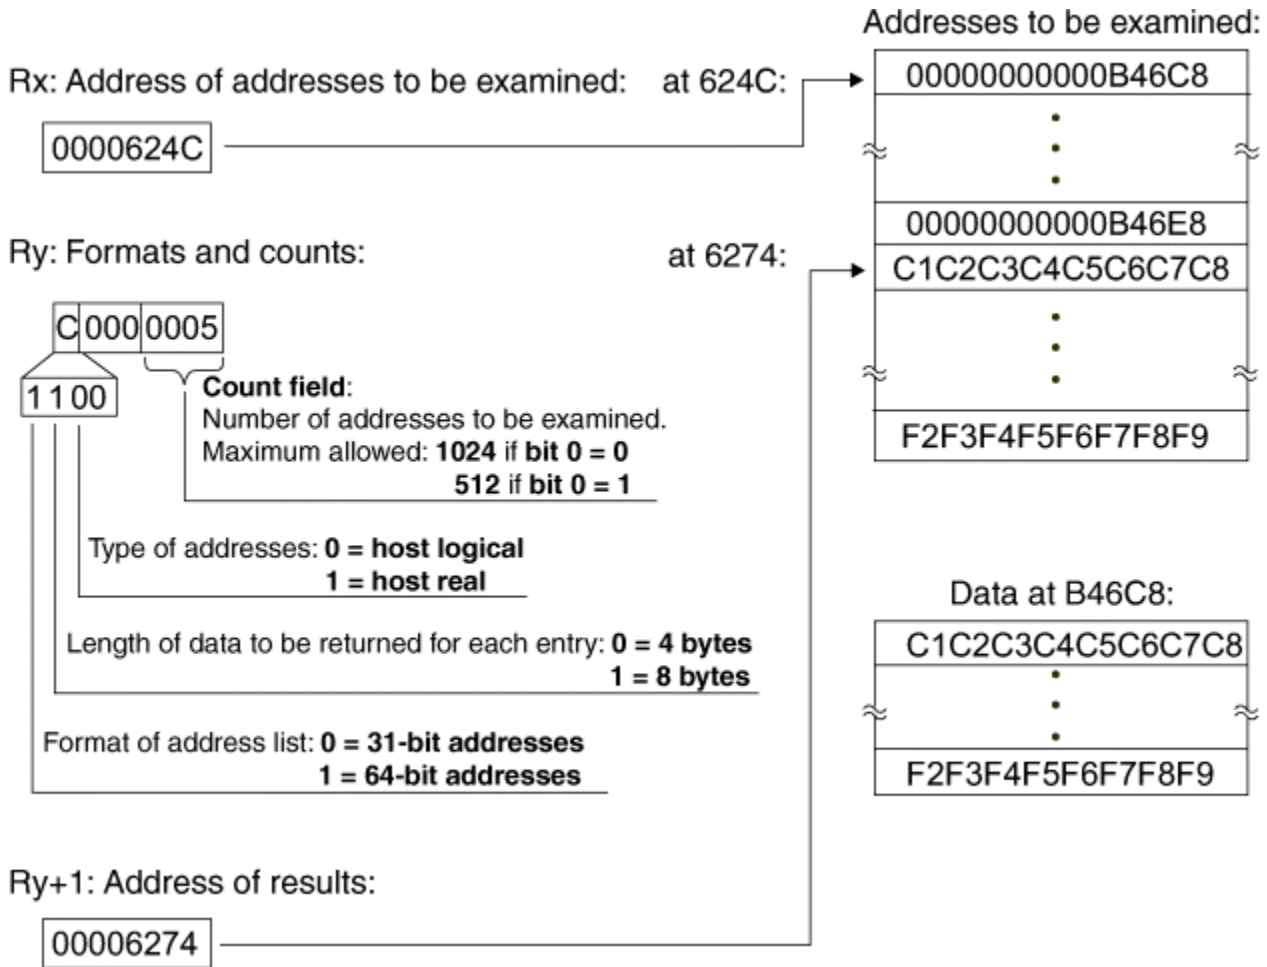 Addresses to be examined:
Rx: Address of addresses to be examined: at 624C:
00000000000B46C8
0000624C
00000000000B46E8
Ry: Formats and counts:
at 6274:
C1C2C3C4C5C6C7C8
C 000 0005
1 1 00
Count field:
Number of addresses to be examined.
Maximum allowed: 1024 if bit 0 = 0
512 if bit 0 = 1
F2F3F4F5F6F7F8F9
Type of addresses: 0 = host logical
1 = host real
Length of data to be returned for each entry: 0 = 4 bytes
1 = 8 bytes
Format of address list: 0 = 31-bit addresses
1 = 64-bit addresses
Data at B46C8:
C1C2C3C4C5C6C7C8
F2F3F4F5F6F7F8F9
Ry+1: Address of results:
00006274